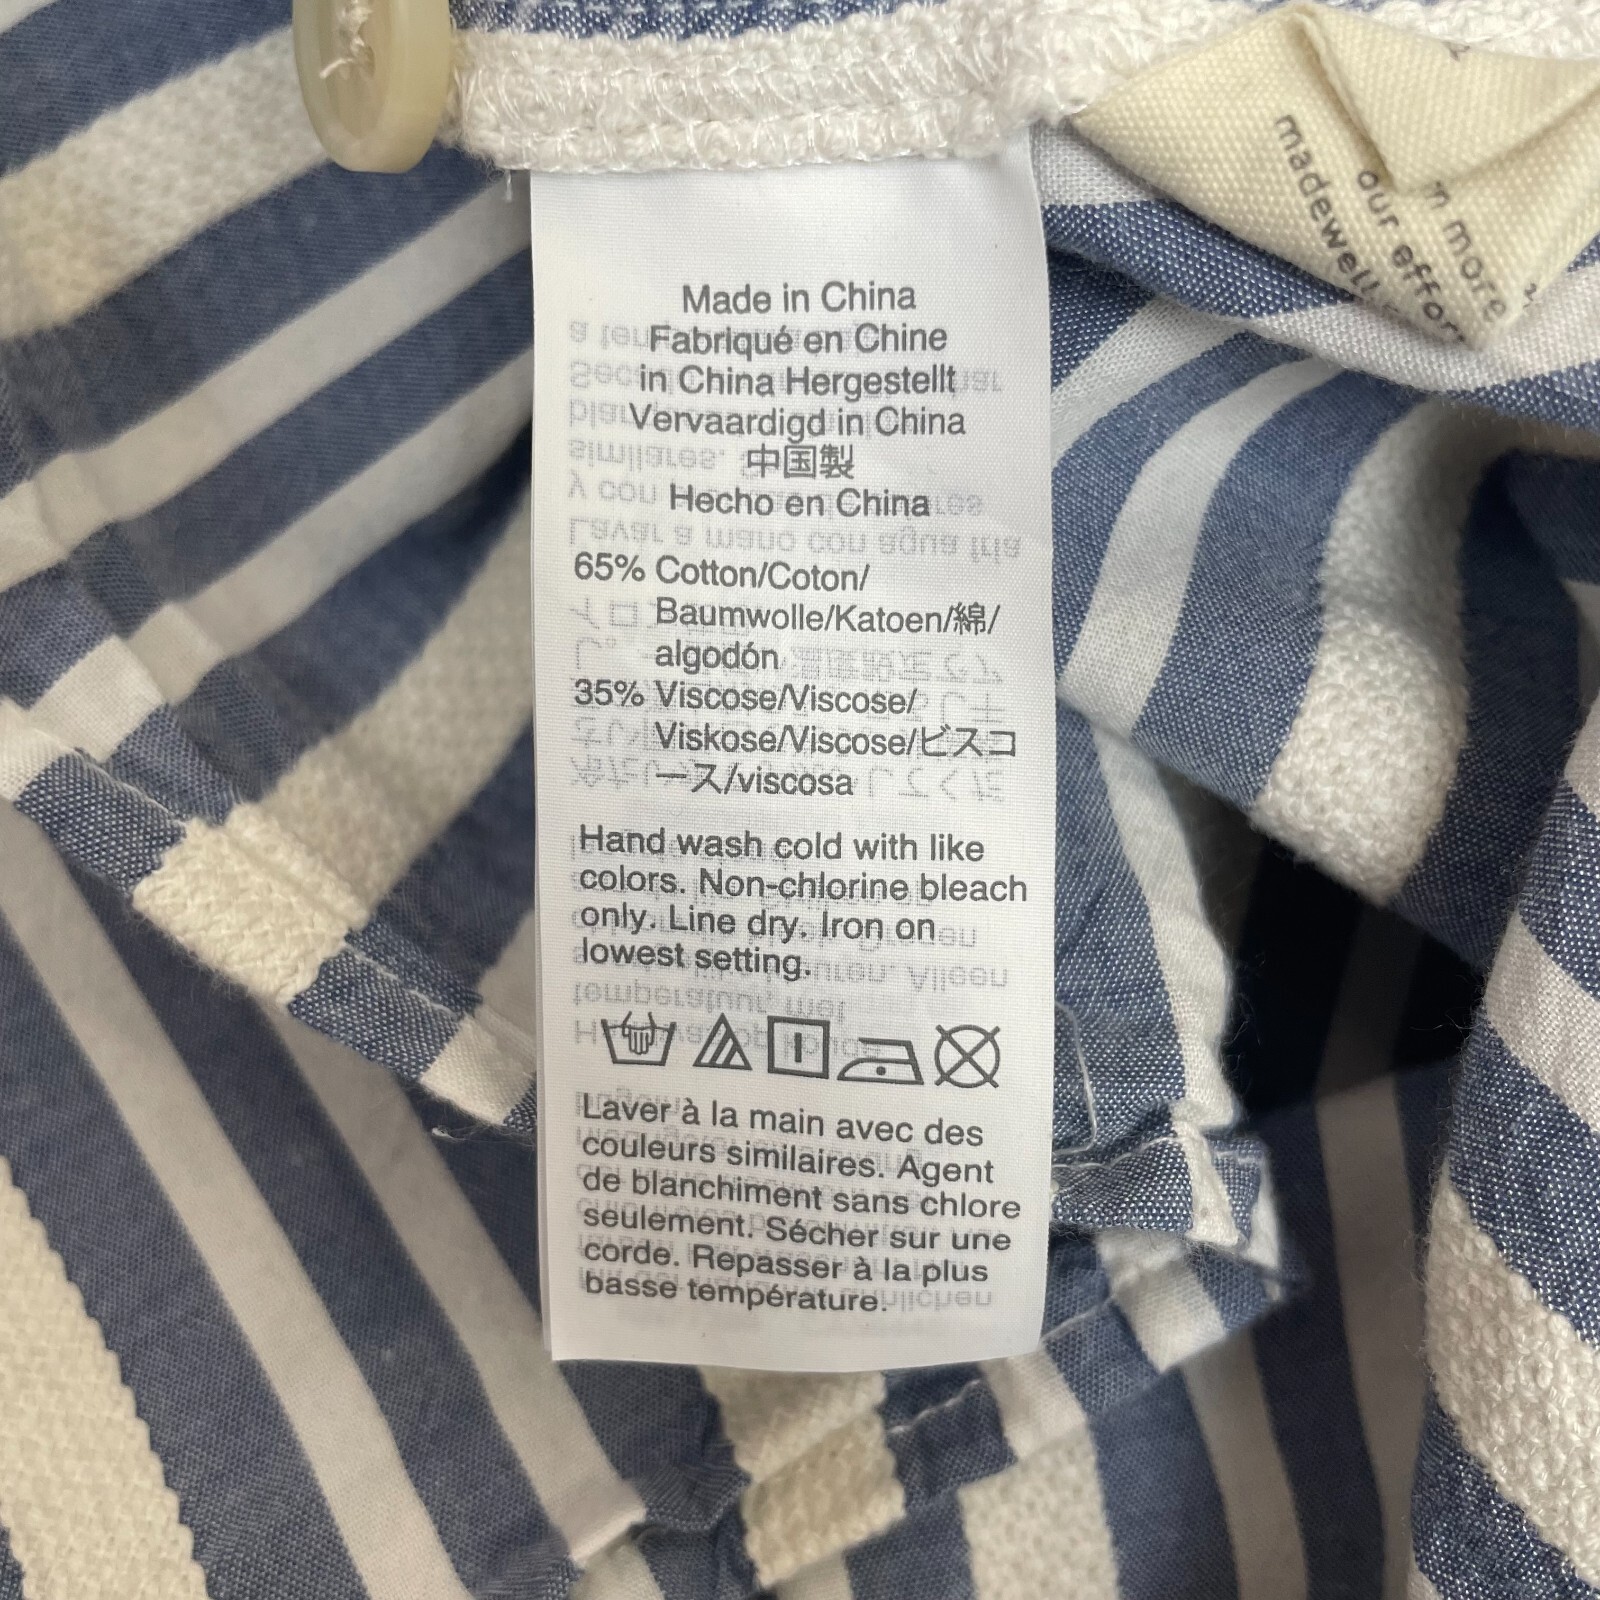 Made in China
Fabriqué en Chine
in China Hergestellt
Vervaardigd in China
中国製
Hecho en China
65% Cotton/Coton/
Baumwolle/Katoen/綿/
algodón
35% Viscose/Viscose/
Viskose/Viscose/ビスコ
ース/viscosa
Hand wash cold with like
colors. Non-chlorine bleach
only. Line dry. Iron on
lowest setting.
Laver à la main avec des
couleurs similaires. Agent
de blanchiment sans chlore
seulement. Sécher sur une
corde. Repasser à la plus
basse température.
more
our
madewell